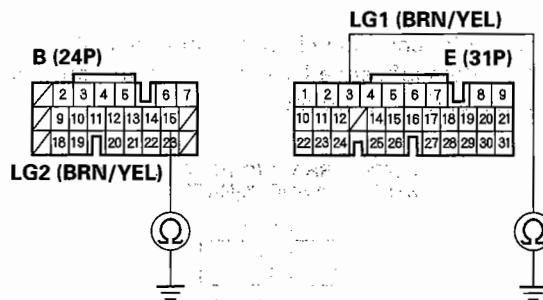 LG1 (BRN/YEL)
B (24P)
E (31P)
2 3 4 5 6 7
9 10 11 12 13 14 15
18 19 20 21 22 23
1 2 3 4 5 6 7 8 9
10 11 12 14 15 16 17 18 19 20 21
22 23 24 25 26 27 28 29 30 31
LG2 (BRN/YEL)
Ω Ω